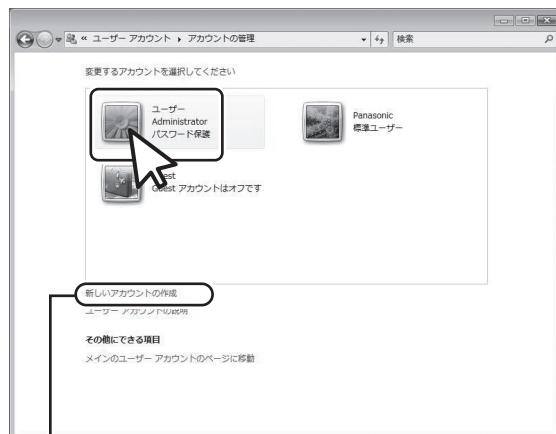 « ユーザー アカウント ▸ アカウントの管理
検索
変更するアカウントを選択してください
ユーザー
Administrator
パスワード保護
Panasonic
標準ユーザー
アカウントはオフです
新しいアカウントの作成
ユーザー アカウントの説明
その他にできる項目
メインのユーザー アカウントのページに移動